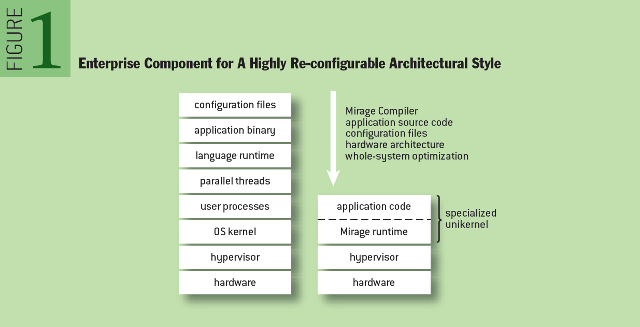 FIGURE 1
Enterprise Component for A Highly Re-configurable Architectural Style
configuration files
application binary
language runtime
parallel threads
user processes
OS kernel
hypervisor
hardware
Mirage Compiler
application source code
configuration files
hardware architecture
whole-system optimization
application code
Mirage runtime
hypervisor
hardware
specialized
unikernel